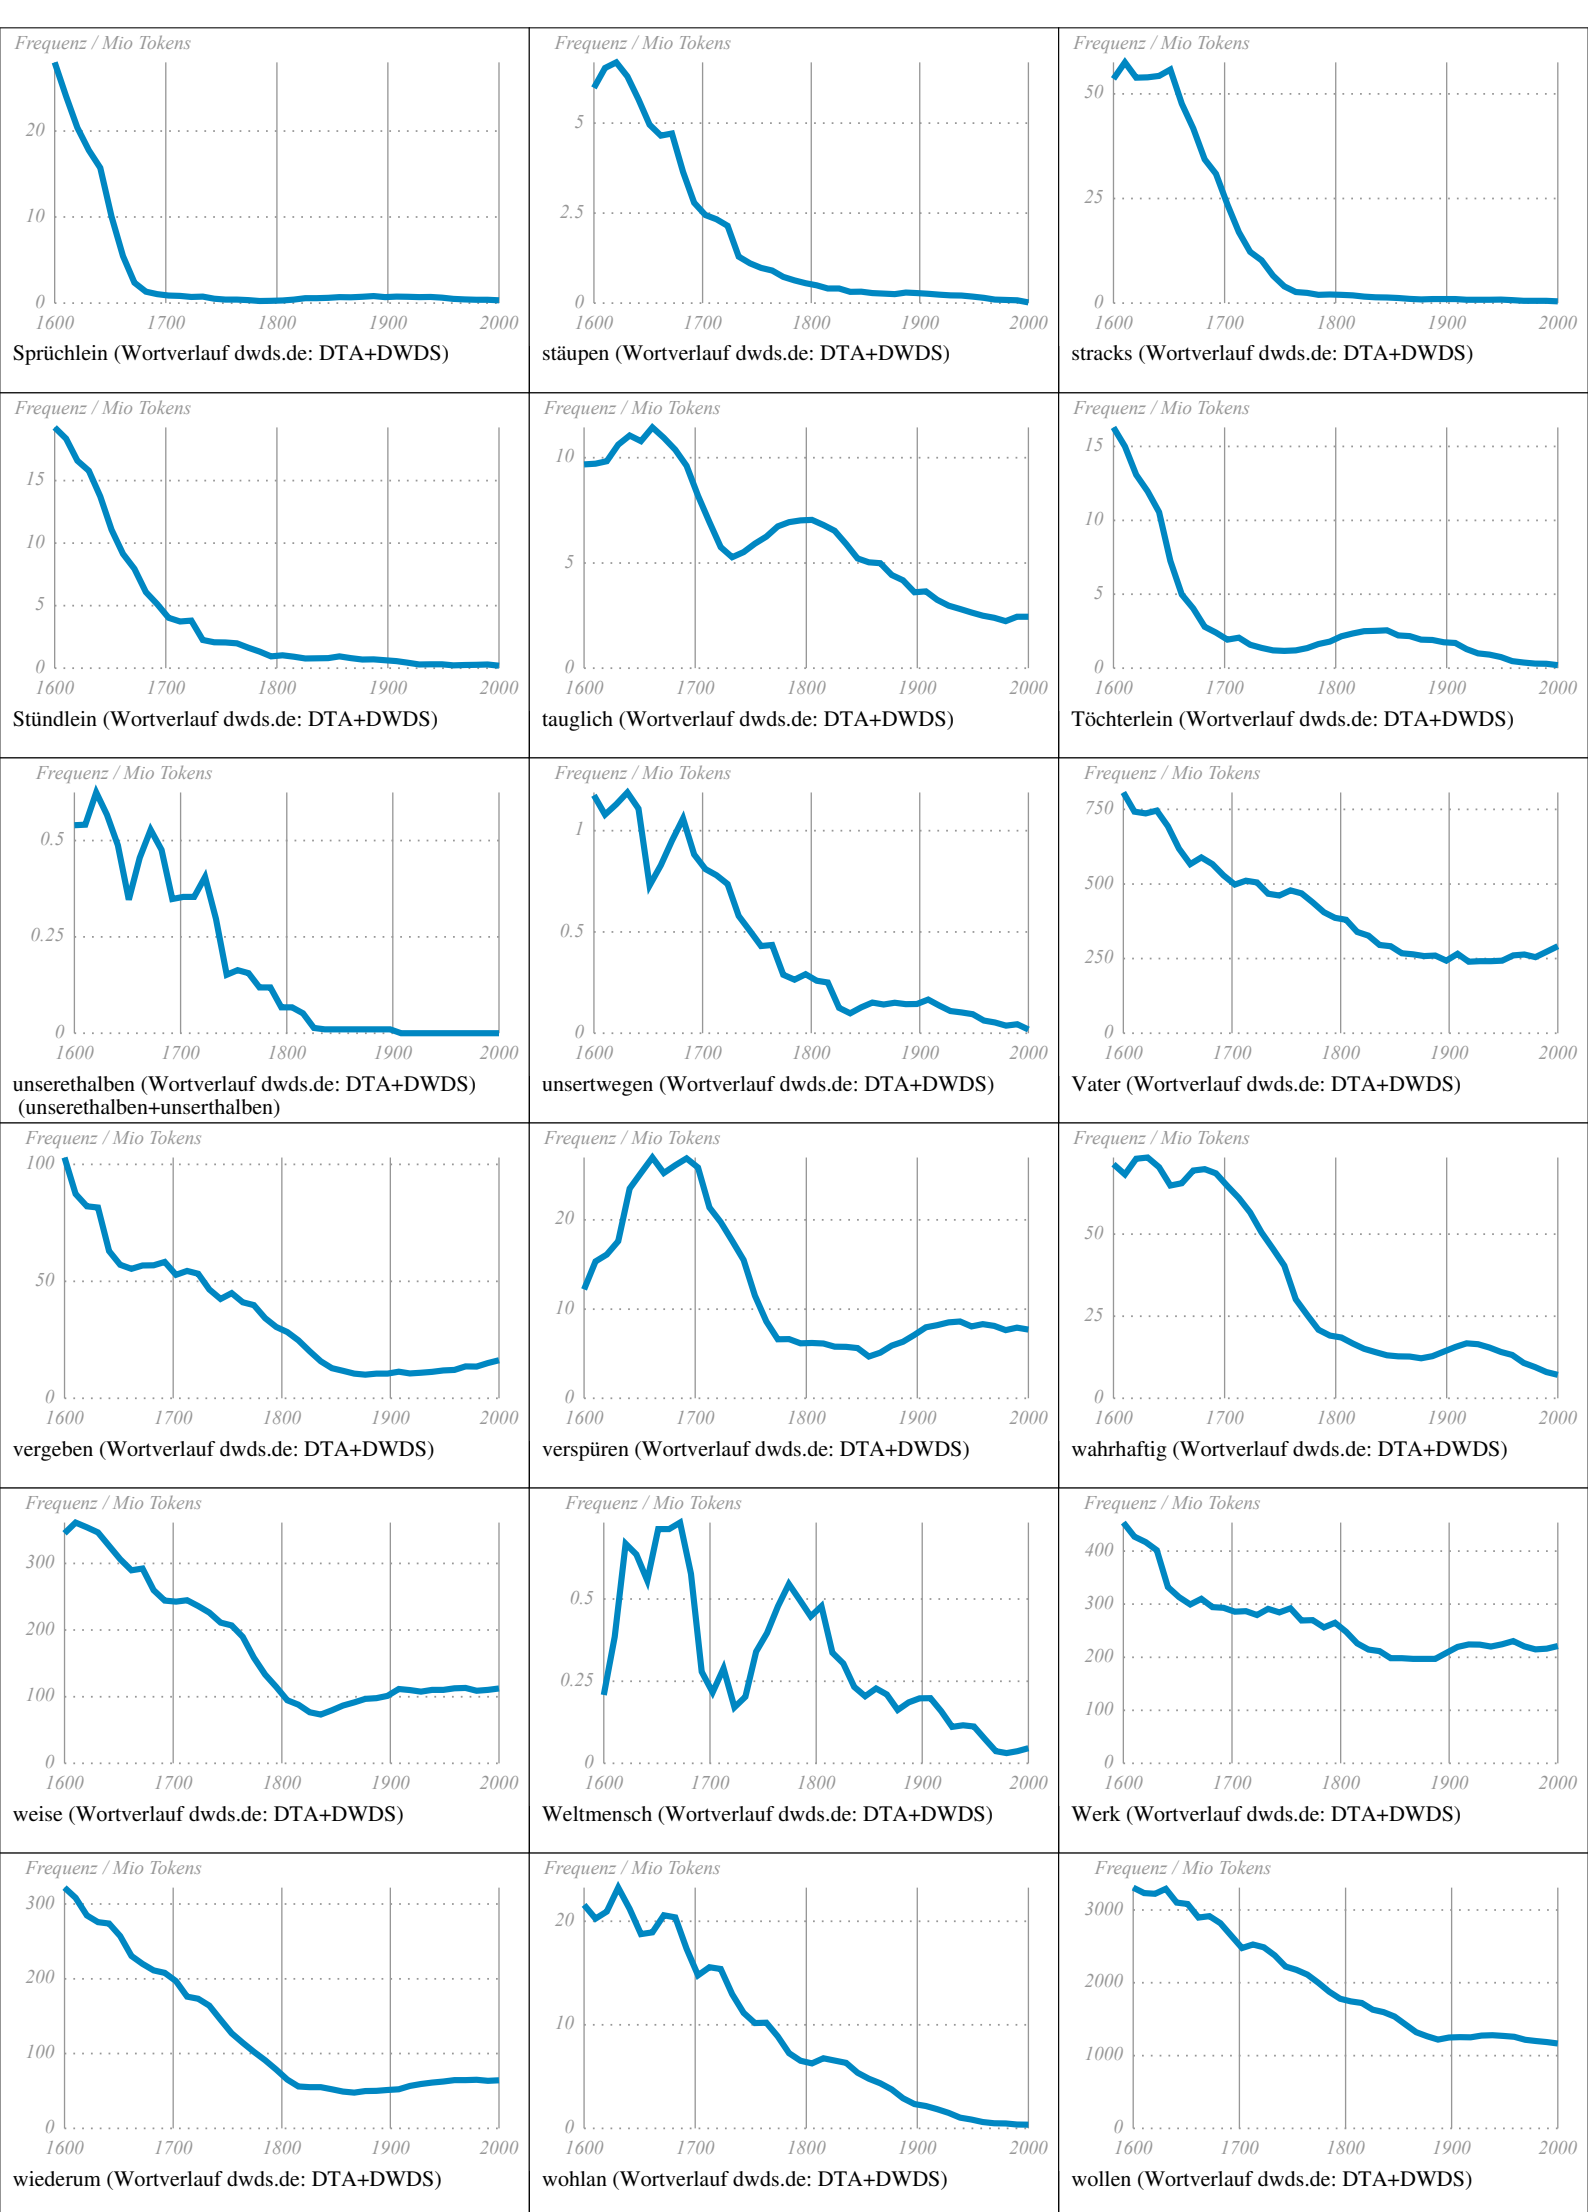 Frequenz / Mio Tokens
20
10
0
1600 1700 1800 1900 2000
Sprüchlein (Wortverlauf dwds.de: DTA+DWDS)
Frequenz / Mio Tokens
5
2.5
0
1600 1700 1800 1900 2000
stäupen (Wortverlauf dwds.de: DTA+DWDS)
Frequenz / Mio Tokens
50
25
0
1600 1700 1800 1900 2000
stracks (Wortverlauf dwds.de: DTA+DWDS)
Frequenz / Mio Tokens
15
10
5
0
1600 1700 1800 1900 2000
Stündlein (Wortverlauf dwds.de: DTA+DWDS)
Frequenz / Mio Tokens
10
5
0
1600 1700 1800 1900 2000
tauglich (Wortverlauf dwds.de: DTA+DWDS)
Frequenz / Mio Tokens
15
10
5
0
1600 1700 1800 1900 2000
Töchterlein (Wortverlauf dwds.de: DTA+DWDS)
Frequenz / Mio Tokens
0.5
0.25
0
1600 1700 1800 1900 2000
unserethalben (Wortverlauf dwds.de: DTA+DWDS)
(unserethalben+unserthalben)
Frequenz / Mio Tokens
1
0.5
0
1600 1700 1800 1900 2000
unsertwegen (Wortverlauf dwds.de: DTA+DWDS)
Frequenz / Mio Tokens
750
500
250
0
1600 1700 1800 1900 2000
Vater (Wortverlauf dwds.de: DTA+DWDS)
Frequenz / Mio Tokens
100
50
0
1600 1700 1800 1900 2000
vergeben (Wortverlauf dwds.de: DTA+DWDS)
Frequenz / Mio Tokens
20
10
0
1600 1700 1800 1900 2000
verspüren (Wortverlauf dwds.de: DTA+DWDS)
Frequenz / Mio Tokens
50
25
0
1600 1700 1800 1900 2000
wahrhaftig (Wortverlauf dwds.de: DTA+DWDS)
Frequenz / Mio Tokens
300
200
100
0
1600 1700 1800 1900 2000
weise (Wortverlauf dwds.de: DTA+DWDS)
Frequenz / Mio Tokens
0.5
0.25
0
1600 1700 1800 1900 2000
Weltmensch (Wortverlauf dwds.de: DTA+DWDS)
Frequenz / Mio Tokens
400
300
200
100
0
1600 1700 1800 1900 2000
Werk (Wortverlauf dwds.de: DTA+DWDS)
Frequenz / Mio Tokens
300
200
100
0
1600 1700 1800 1900 2000
wiederum (Wortverlauf dwds.de: DTA+DWDS)
Frequenz / Mio Tokens
20
10
0
1600 1700 1800 1900 2000
wohlan (Wortverlauf dwds.de: DTA+DWDS)
Frequenz / Mio Tokens
3000
2000
1000
0
1600 1700 1800 1900 2000
wollen (Wortverlauf dwds.de: DTA+DWDS)